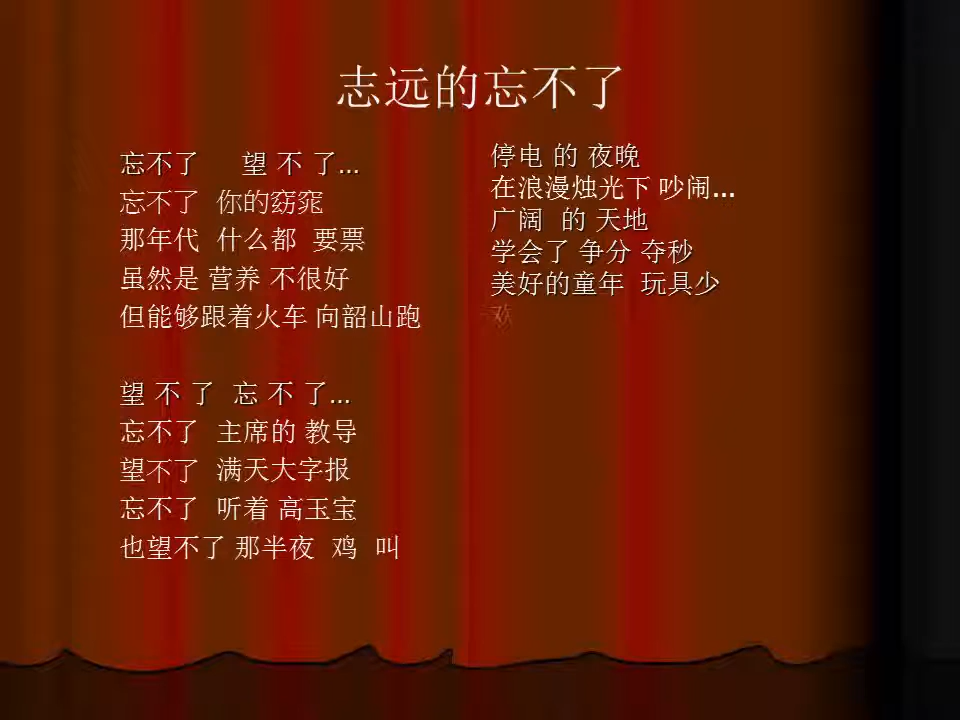 志远的忘不了
忘不了 望 不 了...
忘不了 你的窈窕
那年代 什么都 要票
虽然是 营养 不很好
但能够跟着火车 向韶山跑
望 不 了 忘 不 了...
忘不了 主席的 教导
望不了 满天大字报
忘不了 听着 高玉宝
也望不了 那半夜 鸡 叫
停电 的 夜晚
在浪漫烛光下 吵闹...
广阔 的 天地
学会了 争分 夺秒
美好的童年 玩具少